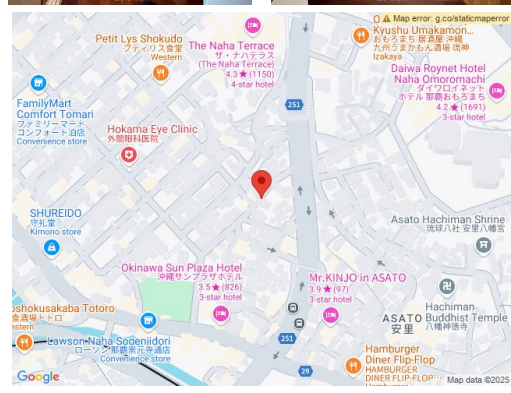 ⚠ Map error: g.co/staticmaperror
Petit Lys Shokudo
プティリス食堂
Western
The Naha Terrace
ザ・ナハテラス
(The Naha Terrace)
4.3 ★ (1150)
4-star hotel
Kyushu Umakamon...
おもろまち 居酒屋 沖縄
九州うまかもん酒場 琉神
Izakaya
Daiwa Roynet Hotel
Naha Omoromachi
ダイワロイネット
ホテル 那覇おもろまち
4.2 ★ (1691)
3-star hotel
251
FamilyMart
Comfort Tomari
ファミリーマート
コンフォート泊店
Convenience store
Hokama Eye Clinic
外間眼科医院
SHUREIDO
守礼堂
Kimono store
Asato Hachiman Shrine
琉球八社 安里八幡宮
Okinawa Sun Plaza Hotel
沖縄サンプラザホテル
3.5 ★ (826)
3-star hotel
Mr.KINJO in ASATO
3.9 ★ (97)
3-star hotel
Hachiman
Buddhist Temple
八幡神徳寺
ASATO
安里
oshokusakaba Totoro
食酒場トトロ
estern
Lawson Naha Sogenjidori
ローソン 那覇崇元寺通店
Convenience store
251
29
Hamburger
Diner Flip-Flop
HAMBURGER
DINER FLIP-FLOP…
Google
Map data ©2025